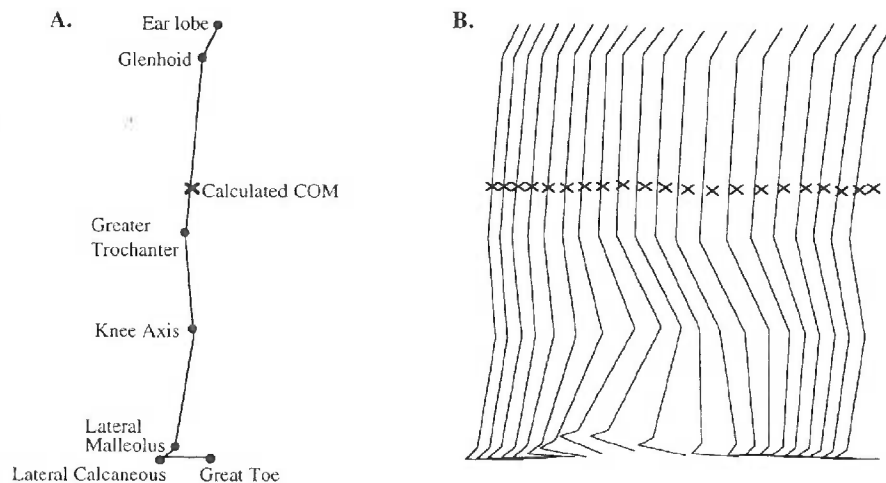 A.
Ear lobe
Glenhoid
Calculated COM
Greater
Trochanter
Knee Axis
Lateral
Malleolus
Lateral Calcaneous
Great Toe
B.